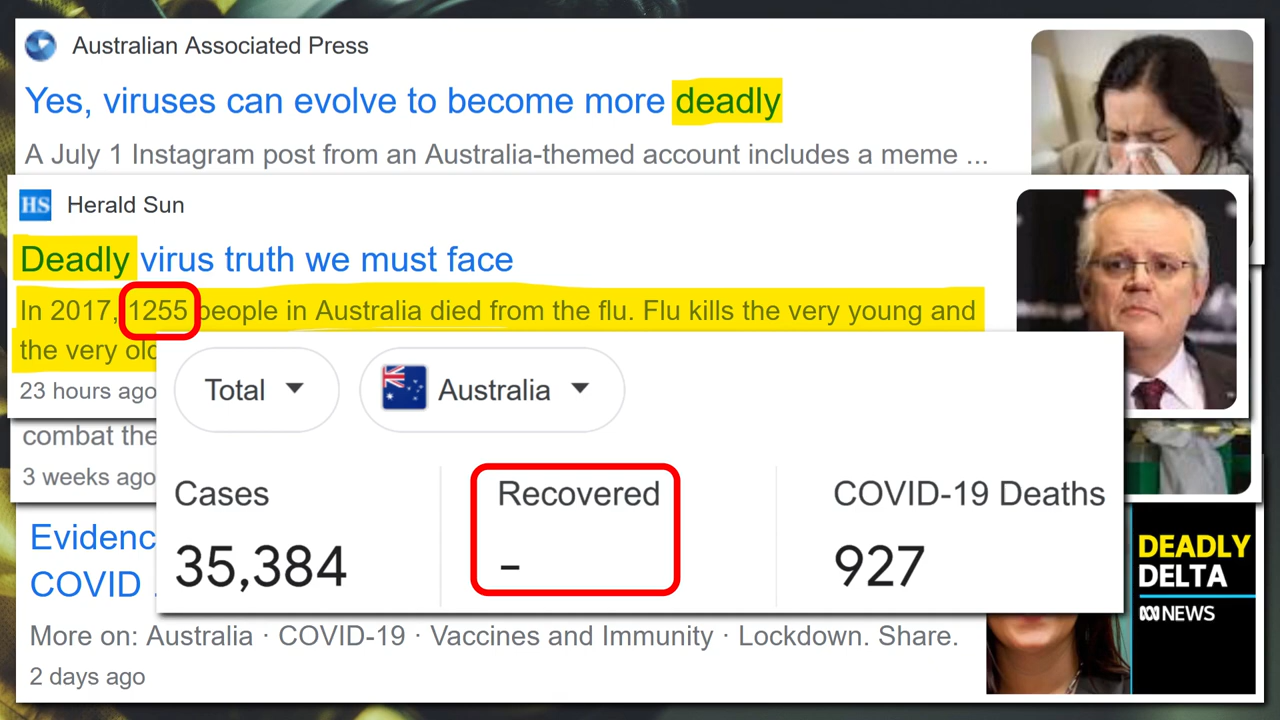 Australian Associated Press
Yes, viruses can evolve to become more deadly
A July 1 Instagram post from an Australia-themed account includes a meme ...
HS Herald Sun
Deadly virus truth we must face
In 2017, 1255 people in Australia died from the flu. Flu kills the very young and
the very old
23 hours ago
Total
Australia
combat the
3 weeks ago
Cases
Recovered
COVID-19 Deaths
35,384
-
927
Evidenc
COVID
DEADLY
DELTA
NEWS
More on: Australia · COVID-19 · Vaccines and Immunity · Lockdown. Share.
2 days ago